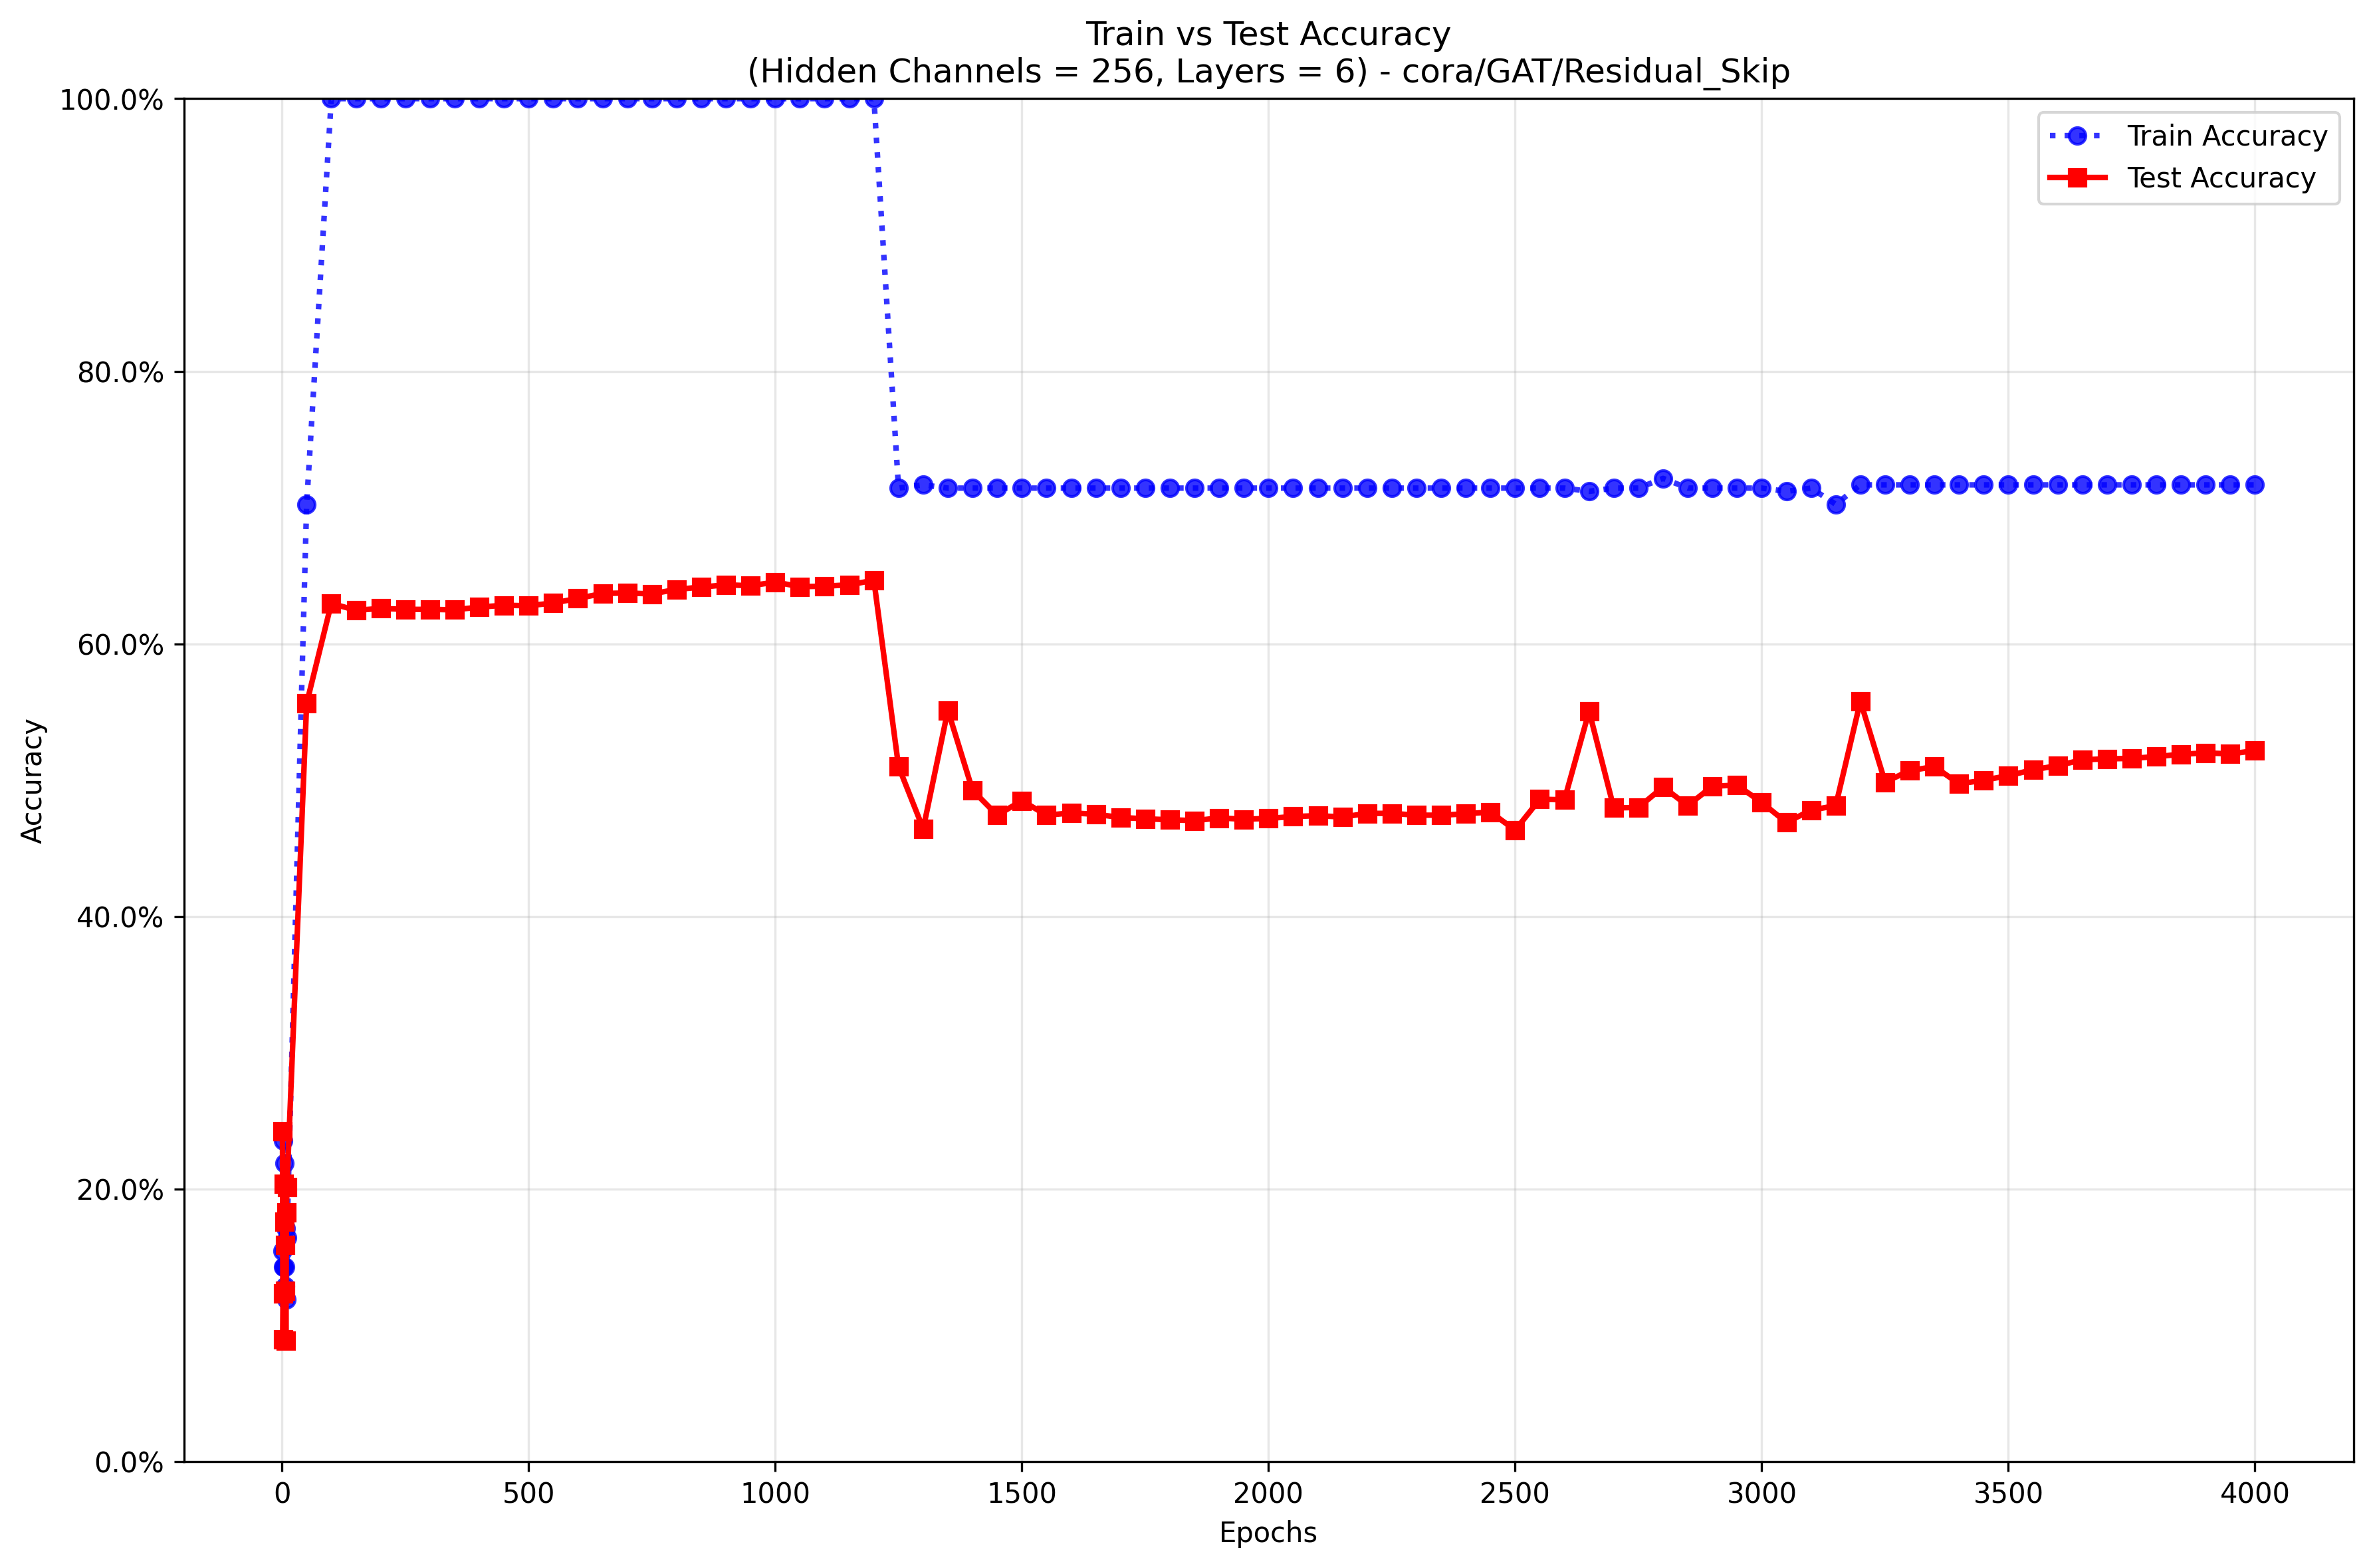 Train vs Test Accuracy
(Hidden Channels = 256, Layers = 6) - cora/GAT/Residual_Skip
100.0%
80.0%
60.0%
40.0%
20.0%
0.0%
Accuracy
Train Accuracy
Test Accuracy
0 500 1000 1500 2000 2500 3000 3500 4000
Epochs